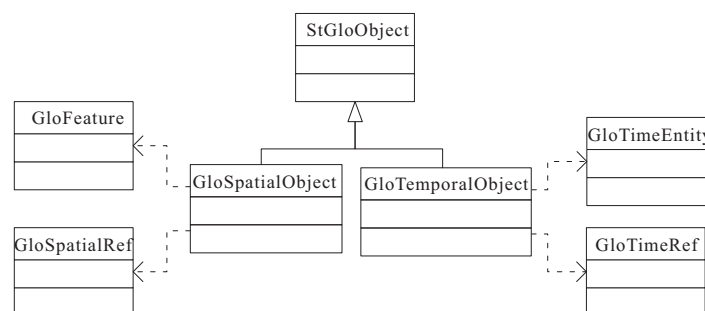 StGloObject
GloFeature
GloTimeEntity
GloSpatialObject
GloTemporalObject
GloSpatialRef
GloTimeRef